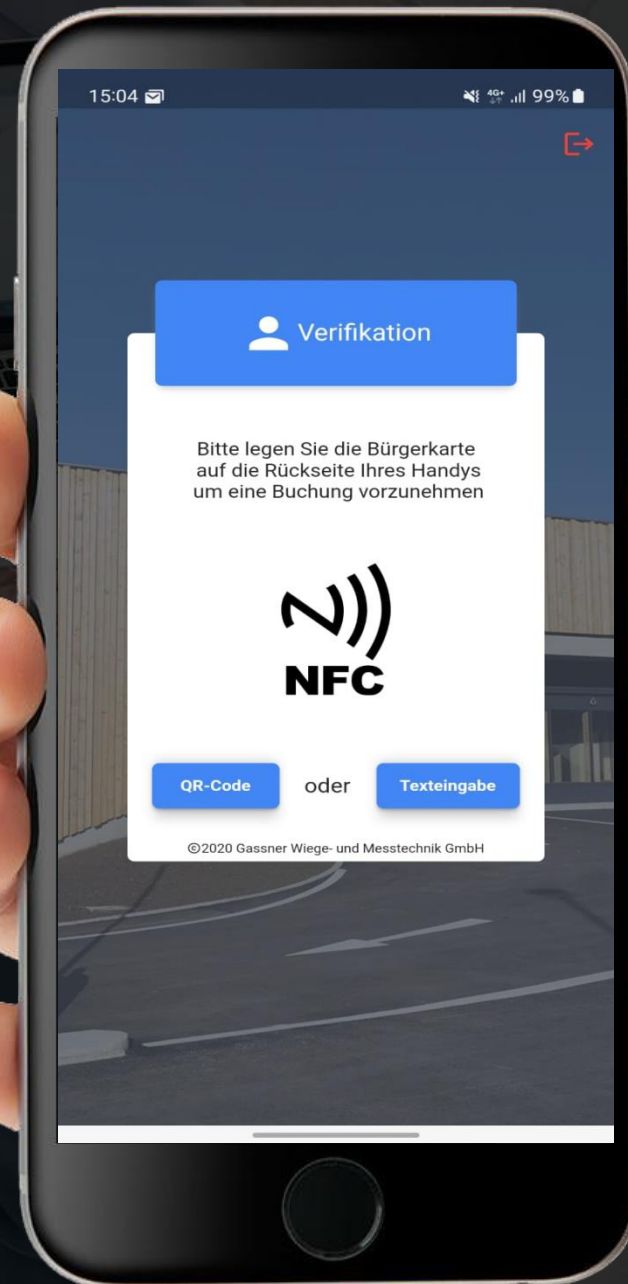 15:04
4G+ 99%
Verifikation
Bitte legen Sie die Bürgerkarte
auf die Rückseite Ihres Handys
um eine Buchung vorzunehmen
NFC
QR-Code oder Texteingabe
©2020 Gassner Wiege- und Messtechnik GmbH